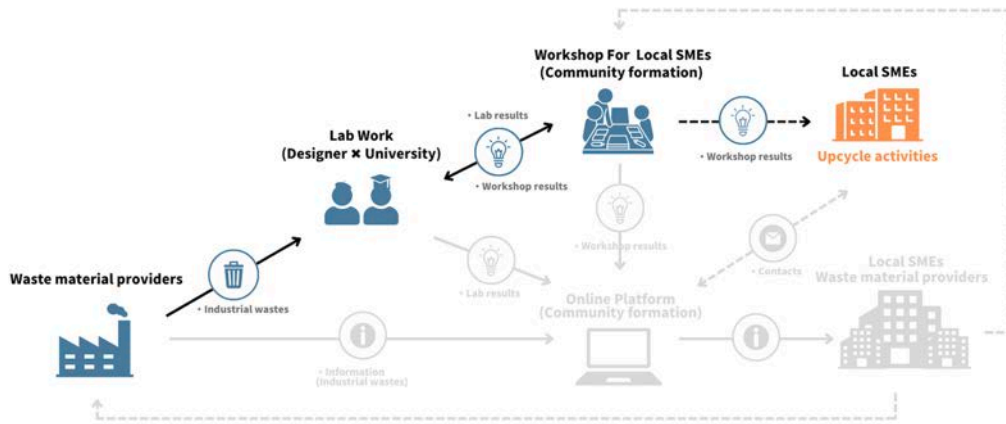 Workshop For Local SMEs
(Community formation)
Local SMEs
• Lab results
Lab Work
(Designer ✖ University)
• Workshop results
• Workshop results
Upcycle activities
• Workshop results
Waste material providers
• Industrial wastes
• Lab results
• Contacts
Local SMEs
Waste material providers
Online Platform
(Community formation)
• Information
(Industrial wastes)